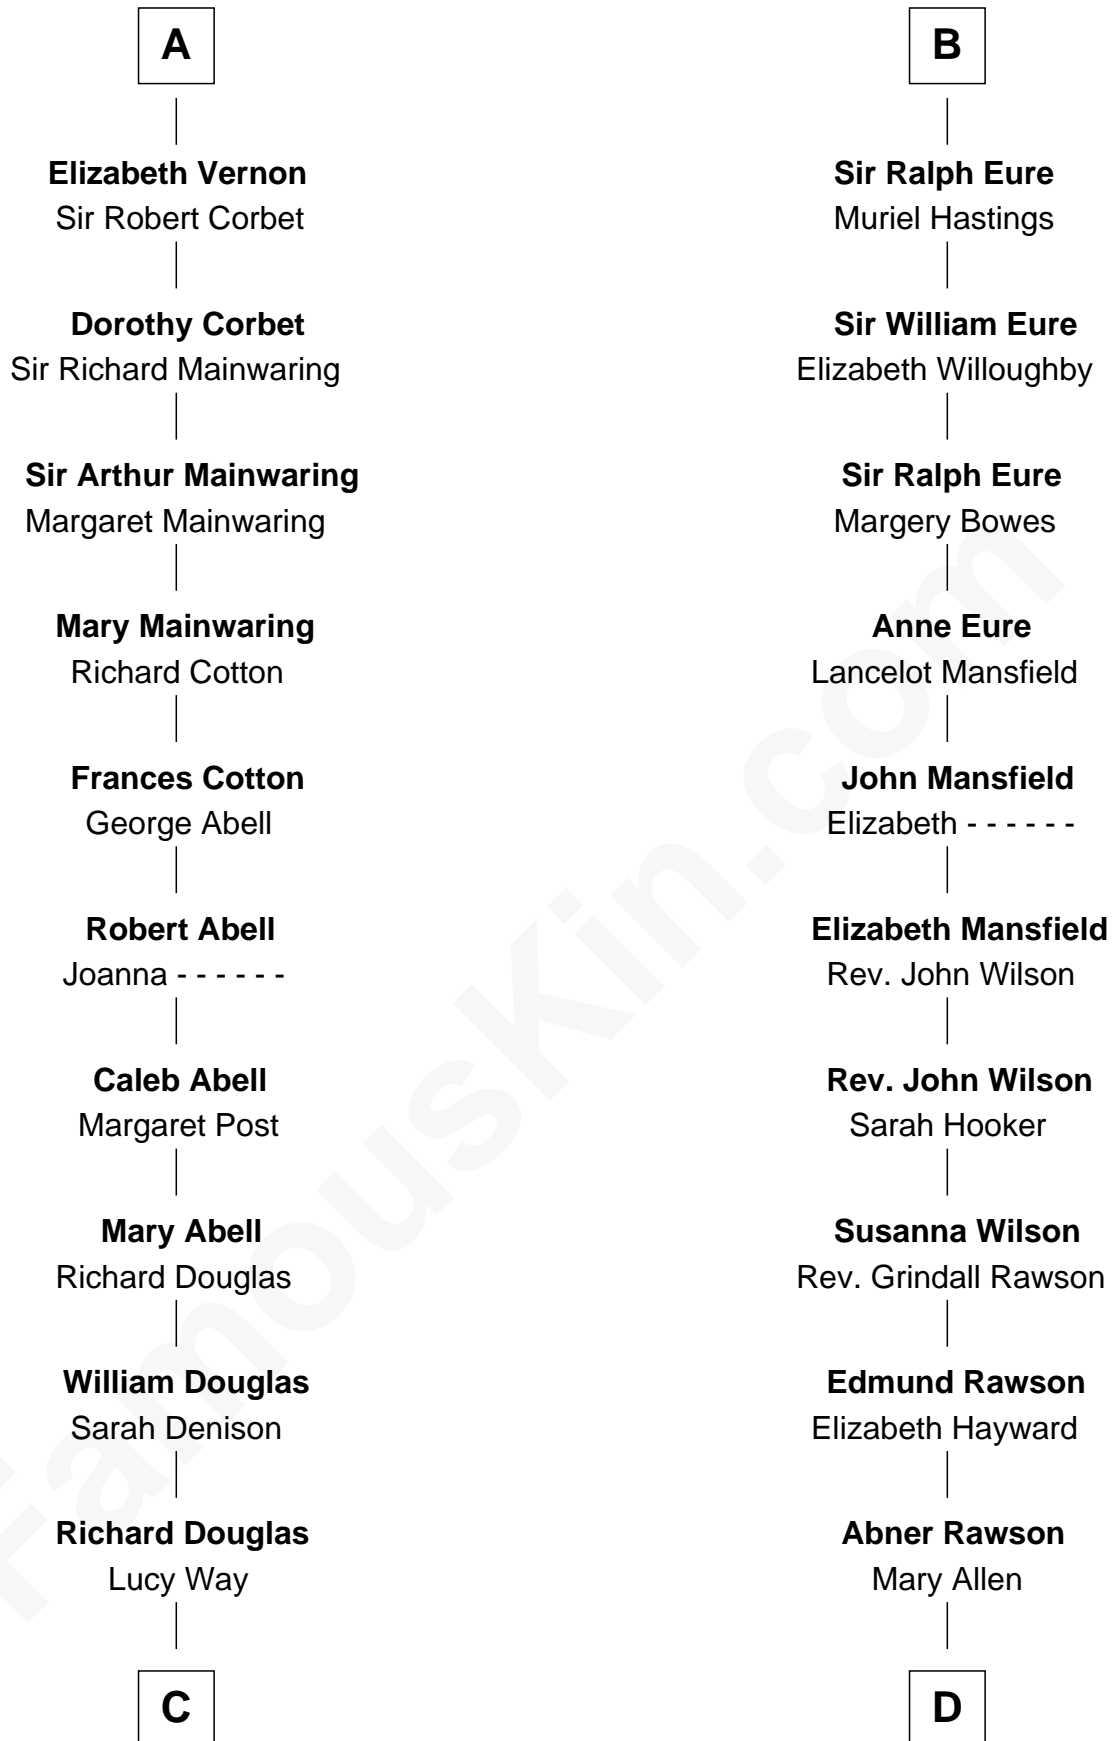 A
Elizabeth Vernon
Sir Robert Corbet
Dorothy Corbet
Sir Richard Mainwaring
Sir Arthur Mainwaring
Margaret Mainwaring
Mary Mainwaring
Richard Cotton
Frances Cotton
George Abell
Robert Abell
Joanna - - - - - -
Caleb Abell
Margaret Post
Mary Abell
Richard Douglas
William Douglas
Sarah Denison
Richard Douglas
Lucy Way
C
B
Sir Ralph Eure
Muriel Hastings
Sir William Eure
Elizabeth Willoughby
Sir Ralph Eure
Margery Bowes
Anne Eure
Lancelot Mansfield
John Mansfield
Elizabeth - - - - - -
Elizabeth Mansfield
Rev. John Wilson
Rev. John Wilson
Sarah Hooker
Susanna Wilson
Rev. Grindall Rawson
Edmund Rawson
Elizabeth Hayward
Abner Rawson
Mary Allen
D
FamousKin.com